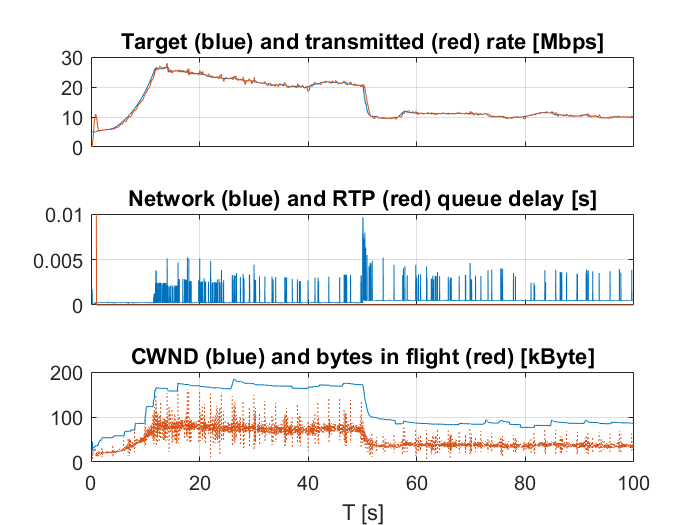 Target (blue) and transmitted (red) rate [Mbps]
30
20
10
0
Network (blue) and RTP (red) queue delay [s]
0.01
0.005
0
CWND (blue) and bytes in flight (red) [kByte]
200
100
0
0 20 40 60 80 100
T [s]